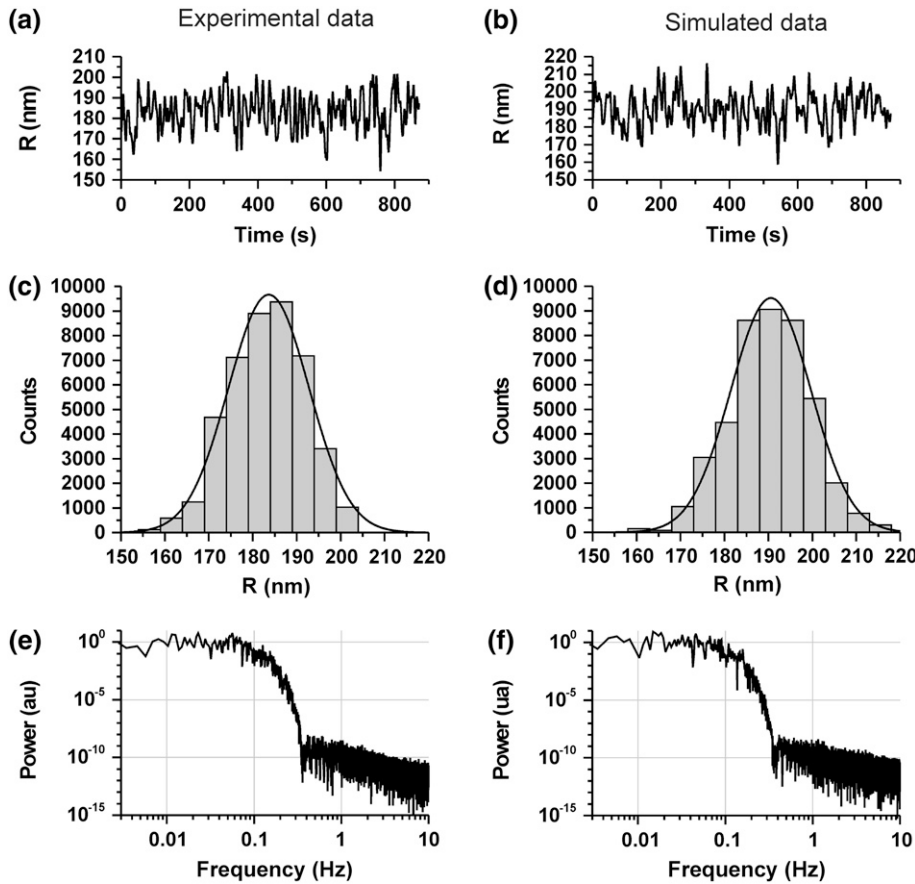 (a) Experimental data
(b) Simulated data
210
200
190
180
170
160
150
R (nm)
0 200 400 600 800
Time (s)
220
210
200
190
180
170
160
150
R (nm)
0 200 400 600 800
Time (s)
(c)
10000
9000
8000
7000
6000
5000
4000
3000
2000
1000
0
Counts
150 160 170 180 190 200 210 220
R (nm)
(d)
10000
9000
8000
7000
6000
5000
4000
3000
2000
1000
0
Counts
150 160 170 180 190 200 210 220
R (nm)
(e)
10⁰
10⁻⁵
10⁻¹⁰
10⁻¹⁵
Power (au)
0.01 0.1 1 10
Frequency (Hz)
(f)
10⁰
10⁻⁵
10⁻¹⁰
10⁻¹⁵
Power (ua)
0.01 0.1 1 10
Frequency (Hz)